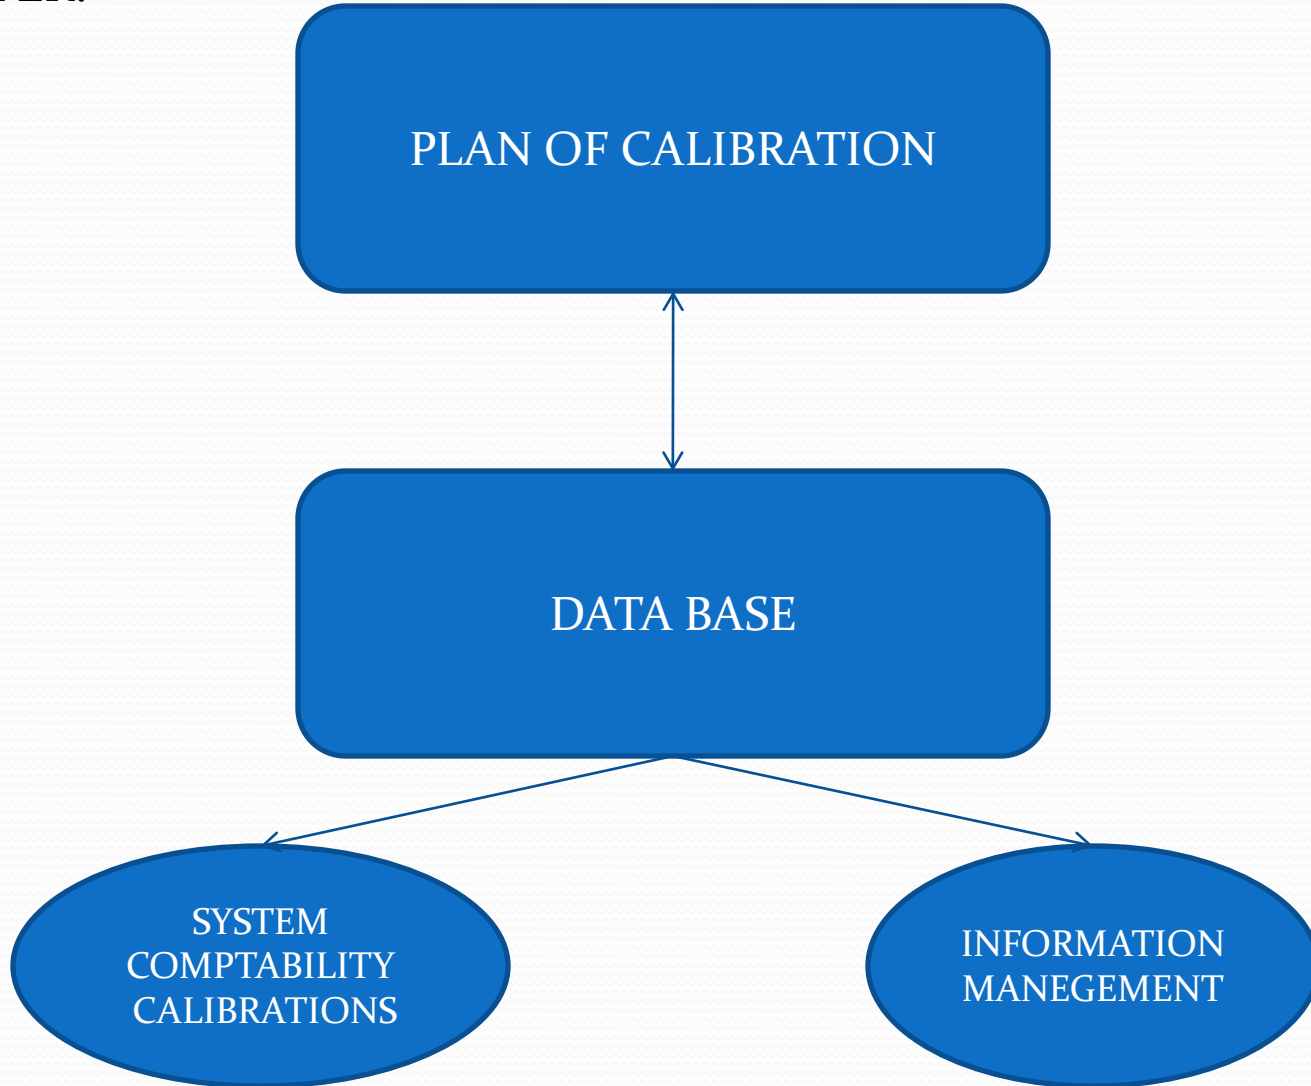 PLAN OF CALIBRATION
DATA BASE
SYSTEM
COMPTABILITY
CALIBRATIONS
INFORMATION
MANEGEMENT